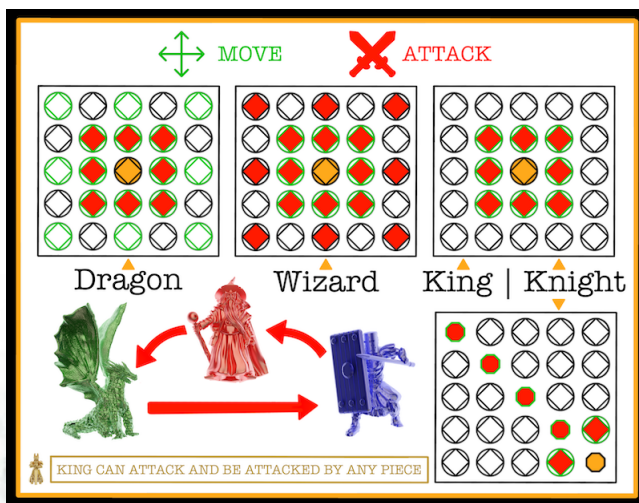 MOVE
ATTACK
Dragon
Wizard
King | Knight
KING CAN ATTACK AND BE ATTACKED BY ANY PIECE